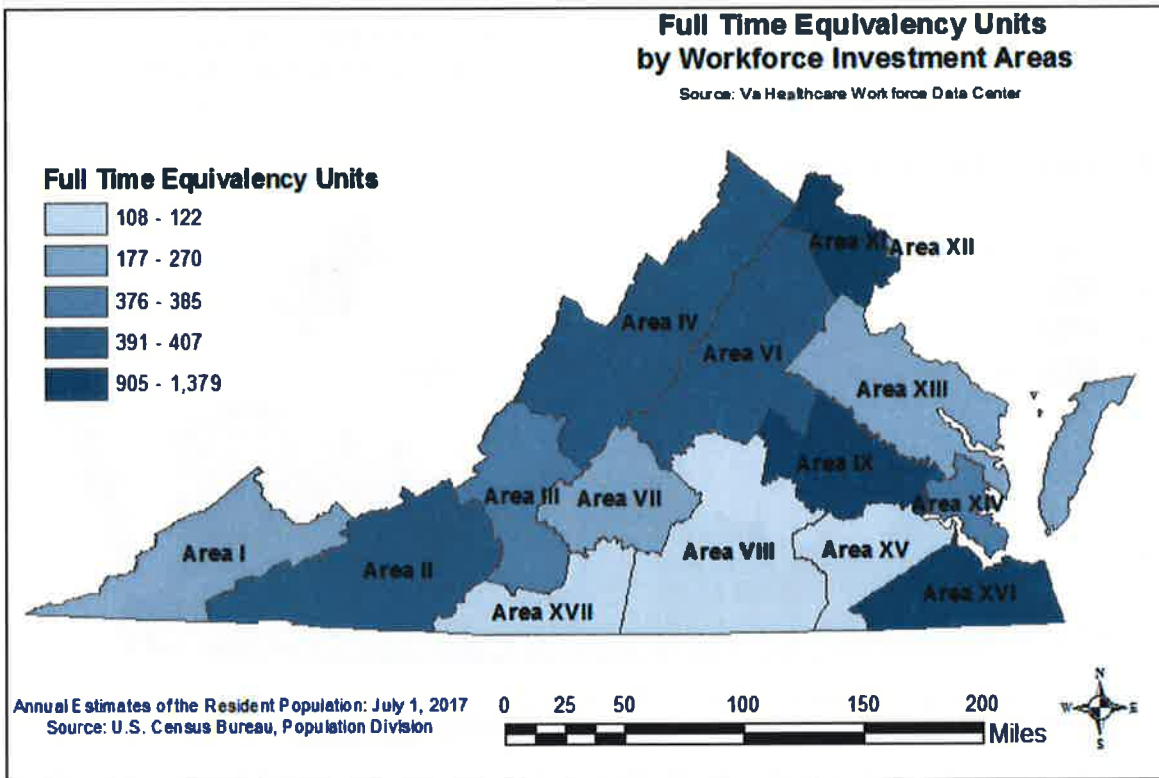 Full Time Equivalency Units
by Workforce Investment Areas
Source: Va Healthcare Workforce Data Center
Full Time Equivalency Units
108 - 122
177 - 270
376 - 385
391 - 407
905 - 1,379
Area XI
Area XII
Area IV
Area VI
Area XIII
Area IX
Area III
Area VII
Area XIV
Area I
Area II
Area VIII
Area XV
Area XVII
Area XVI
Annual Estimates of the Resident Population: July 1, 2017
Source: U.S. Census Bureau, Population Division
0 25 50 100 150 200
Miles
N
W E
S